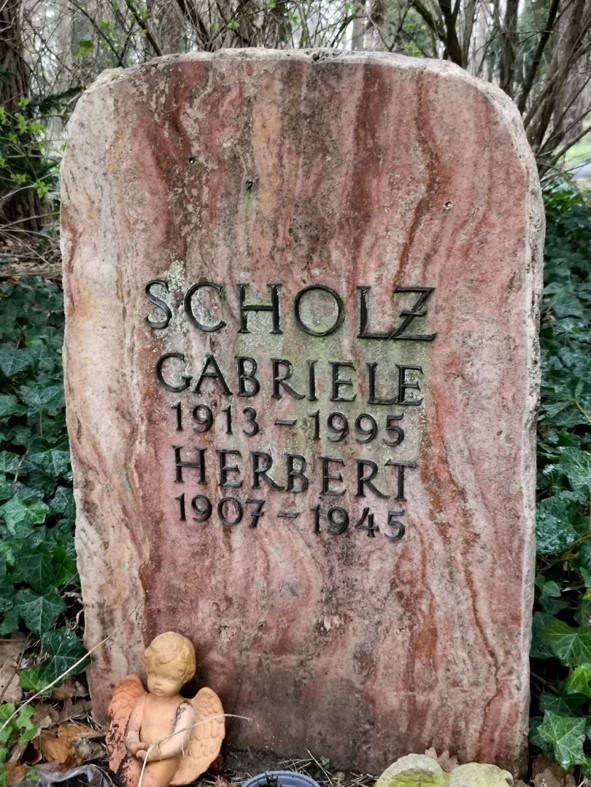 SCHOLZ
GABRIELE
1913 - 1995
HERBERT
1907 - 1945